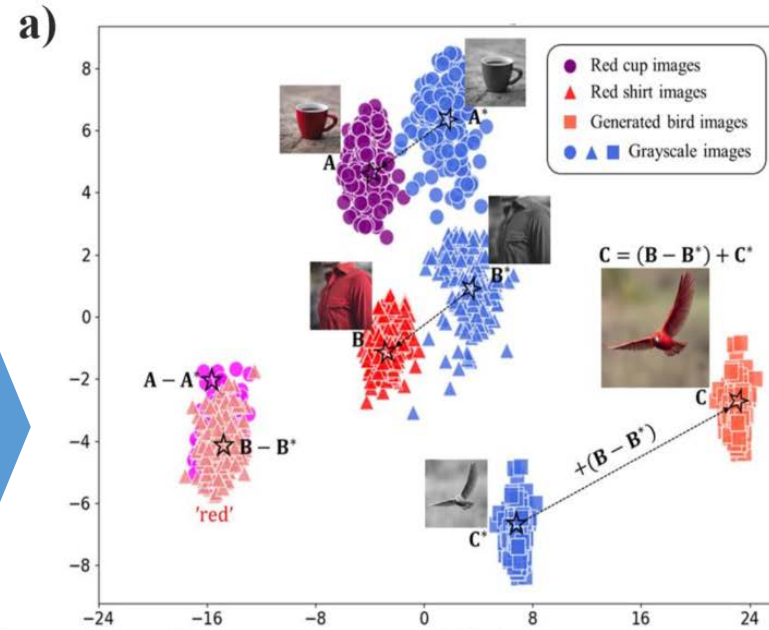 a)
Red cup images
Red shirt images
Generated bird images
Grayscale images
A
A*
B
B*
C = (B − B*) + C*
A − A*
B − B*
'red'
C
+(B − B*)
C*
8
6
4
2
0
−2
−4
−6
−8
−24 −16 −8 0 8 16 24